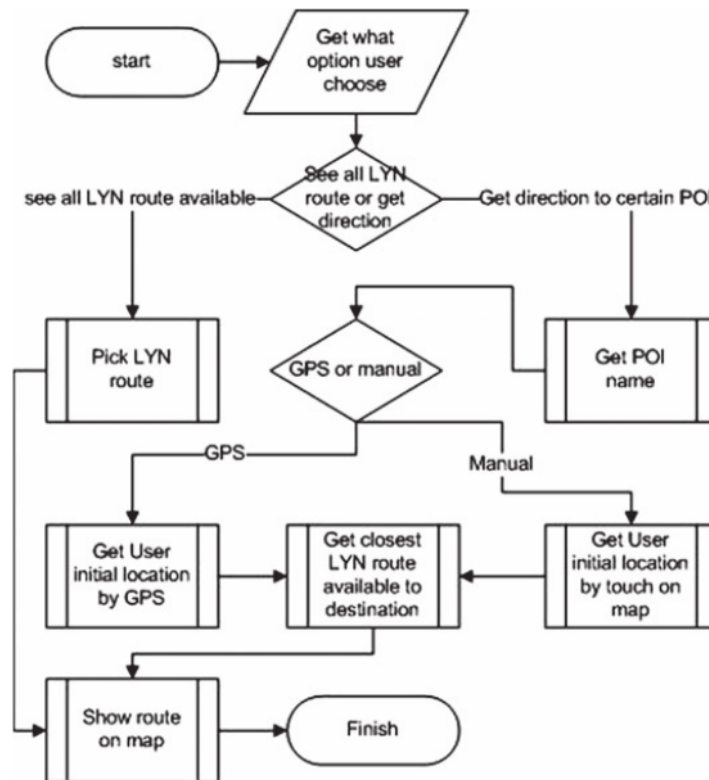 start
Get what
option user
choose
see all LYN route available
See all LYN
route or get
direction
Get direction to certain POI
Pick LYN
route
GPS or manual
Get POI
name
GPS
Manual
Get User
initial location
by GPS
Get closest
LYN route
available to
destination
Get User
initial location
by touch on
map
Show route
on map
Finish